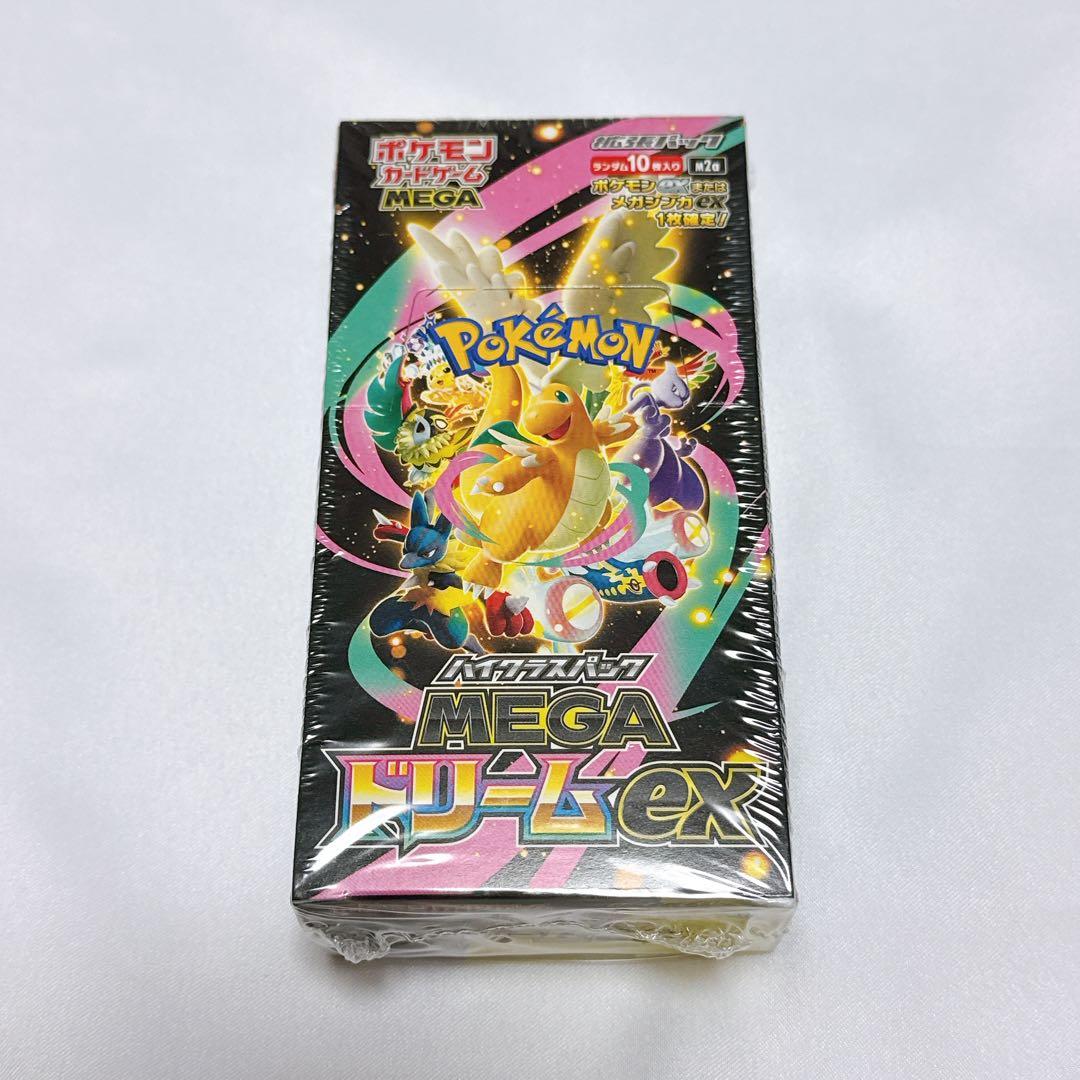 ポケモン
カードゲーム
MEGA
拡張パック
ランダム10枚入り M2a
ポケモンexまたは
メガシンカex
1枚確定!
POKéMON
TM
ハイクラスパック
MEGA
ドリームex